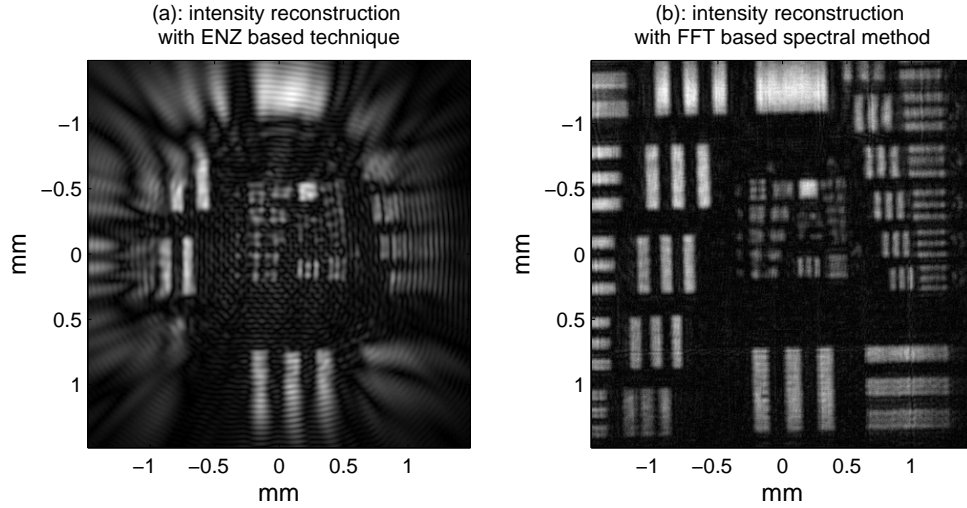 (a): intensity reconstruction
with ENZ based technique
−1
−0.5
0
0.5
1
mm
−1
−0.5
0
0.5
1
mm
(b): intensity reconstruction
with FFT based spectral method
−1
−0.5
0
0.5
1
mm
−1
−0.5
0
0.5
1
mm